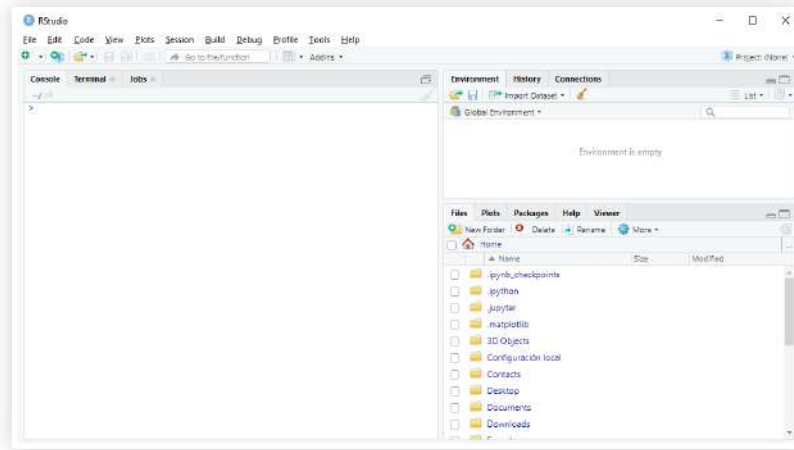 RStudio
File Edit Code View Plots Session Build Debug Profile Tools Help
Go to file/function Addins
Project: (None)
Console Terminal Jobs
~/
>
Environment History Connections
Import Dataset List
Global Environment
Environment is empty
Files Plots Packages Help Viewer
New Folder Delete Rename More
Home
Name Size Modified
.ipynb_checkpoints
.ipython
.jupyter
.matplotlib
3D Objects
Configuración local
Contacts
Desktop
Documents
Downloads